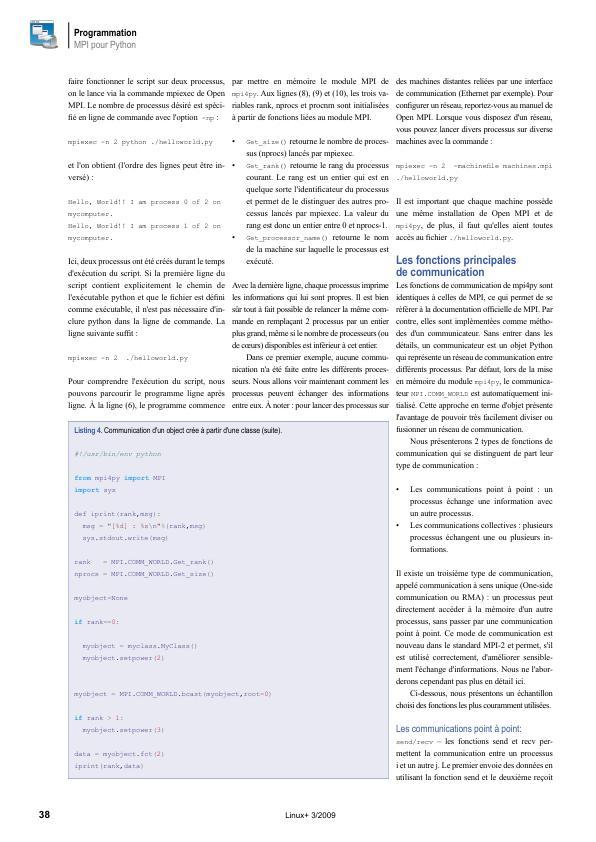 Programmation
MPI pour Python
faire fonctionner le script sur deux processus,
on le lance via la commande mpiexec de Open
MPI. Le nombre de processus désiré est spéci-
fié en ligne de commande avec l'option -np :
mpiexec -n 2 python ./helloworld.py
et l'on obtient (l'ordre des lignes peut être in-
versé) :
Hello, World!! I am process 0 of 2 on
mycomputer.
Hello, World!! I am process 1 of 2 on
mycomputer.
Ici, deux processus ont été créés durant le temps
d'exécution du script. Si la première ligne du
script contient explicitement le chemin de
l'exécutable python et que le fichier est défini
comme exécutable, il n'est pas nécessaire d'in-
clure python dans la ligne de commande. La
ligne suivante suffit :
mpiexec -n 2 ./helloworld.py
Pour comprendre l'exécution du script, nous
pouvons parcourir le programme ligne après
ligne. À la ligne (6), le programme commence
par mettre en mémoire le module MPI de
mpi4py. Aux lignes (8), (9) et (10), les trois va-
riables rank, nprocs et procnm sont initialisées
à partir de fonctions liées au module MPI.
• Get_size() retourne le nombre de proces-
sus (nprocs) lancés par mpiexec.
• Get_rank() retourne le rang du processus
courant. Le rang est un entier qui est en
quelque sorte l'identificateur du processus
et permet de le distinguer des autres pro-
cessus lancés par mpiexec. La valeur du
rang est donc un entier entre 0 et nprocs-1.
• Get_processor_name() retourne le nom
de la machine sur laquelle le processus est
exécuté.
Avec la dernière ligne, chaque processus imprime
les informations qui lui sont propres. Il est bien
sûr tout à fait possible de relancer la même com-
mande en remplaçant 2 processus par un entier
plus grand, même si le nombre de processeurs (ou
de cœurs) disponibles est inférieur à cet entier.
Dans ce premier exemple, aucune commu-
nication n'a été faite entre les différents proces-
seurs. Nous allons voir maintenant comment les
processus peuvent échanger des informations
entre eux. À noter : pour lancer des processus sur
des machines distantes reliées par une interface
de communication (Ethernet par exemple). Pour
configurer un réseau, reportez-vous au manuel de
Open MPI. Lorsque vous disposez d'un réseau,
vous pouvez lancer divers processus sur diverse
machines avec la commande :
mpiexec -n 2 -machinefile machines.mpi
./helloworld.py
Il est important que chaque machine possède
une même installation de Open MPI et de
mpi4py, de plus, il faut qu'elles aient toutes
accès au fichier ./helloworld.py.
Les fonctions principales
de communication
Les fonctions de communication de mpi4py sont
identiques à celles de MPI, ce qui permet de se
référer à la documentation officielle de MPI. Par
contre, elles sont implémentées comme métho-
des d'un communicateur. Sans entrer dans les
détails, un communicateur est un objet Python
qui représente un réseau de communication entre
différents processus. Par défaut, lors de la mise
en mémoire du module mpi4py, le communica-
teur MPI.COMM_WORLD est automatiquement ini-
tialisé. Cette approche en terme d'objet présente
l'avantage de pouvoir très facilement diviser ou
fusionner un réseau de communication.
Nous présenterons 2 types de fonctions de
communication qui se distinguent de part leur
type de communication :
• Les communications point à point : un
processus échange une information avec
un autre processus.
• Les communications collectives : plusieurs
processus échangent une ou plusieurs in-
formations.
Il existe un troisième type de communication,
appelé communication à sens unique (One-side
communication ou RMA) : un processus peut
directement accéder à la mémoire d'un autre
processus, sans passer par une communication
point à point. Ce mode de communication est
nouveau dans le standard MPI-2 et permet, s'il
est utilisé correctement, d'améliorer sensible-
ment l'échange d'informations. Nous ne l'abor-
derons cependant pas plus en détail ici.
Ci-dessous, nous présentons un échantillon
choisi des fonctions les plus couramment utilisées.
Les communications point à point:
send/recv – les fonctions send et recv per-
mettent la communication entre un processus
i et un autre j. Le premier envoie des données en
utilisant la fonction send et le deuxième reçoit
Listing 4. Communication d'un object crée à partir d'une classe (suite).
#!/usr/bin/env python
from mpi4py import MPI
import sys
def iprint(rank,msg):
msg = "[%d] : %s\n"%(rank,msg)
sys.stdout.write(msg)
rank = MPI.COMM_WORLD.Get_rank()
nprocs = MPI.COMM_WORLD.Get_size()
myobject=None
if rank==0:
myobject = myclass.MyClass()
myobject.setpower(2)
myobject = MPI.COMM_WORLD.bcast(myobject,root=0)
if rank > 1:
myobject.setpower(3)
data = myobject.fct(2)
iprint(rank,data)
38
Linux+ 3/2009